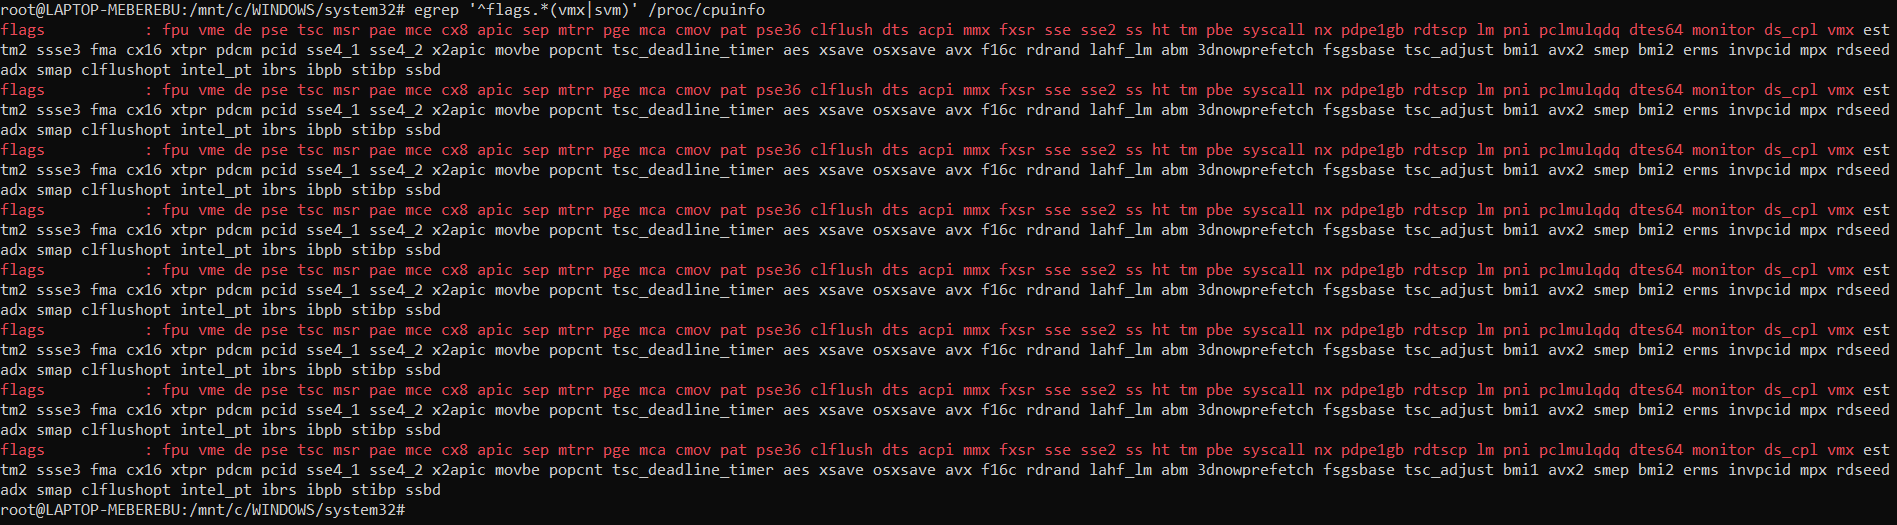 root@LAPTOP-MEBEREBU:/mnt/c/WINDOWS/system32# egrep '^flags.*(vmx|svm)' /proc/cpuinfo
flags           : fpu vme de pse tsc msr pae mce cx8 apic sep mtrr pge mca cmov pat pse36 clflush dts acpi mmx fxsr sse sse2 ss ht tm pbe syscall nx pdpe1gb rdtscp lm pni pclmulqdq dtes64 monitor ds_cpl vmx est
tm2 ssse3 fma cx16 xtpr pdcm pcid sse4_1 sse4_2 x2apic movbe popcnt tsc_deadline_timer aes xsave osxsave avx f16c rdrand lahf_lm abm 3dnowprefetch fsgsbase tsc_adjust bmi1 avx2 smep bmi2 erms invpcid mpx rdseed
adx smap clflushopt intel_pt ibrs ibpb stibp ssbd
flags           : fpu vme de pse tsc msr pae mce cx8 apic sep mtrr pge mca cmov pat pse36 clflush dts acpi mmx fxsr sse sse2 ss ht tm pbe syscall nx pdpe1gb rdtscp lm pni pclmulqdq dtes64 monitor ds_cpl vmx est
tm2 ssse3 fma cx16 xtpr pdcm pcid sse4_1 sse4_2 x2apic movbe popcnt tsc_deadline_timer aes xsave osxsave avx f16c rdrand lahf_lm abm 3dnowprefetch fsgsbase tsc_adjust bmi1 avx2 smep bmi2 erms invpcid mpx rdseed
adx smap clflushopt intel_pt ibrs ibpb stibp ssbd
flags           : fpu vme de pse tsc msr pae mce cx8 apic sep mtrr pge mca cmov pat pse36 clflush dts acpi mmx fxsr sse sse2 ss ht tm pbe syscall nx pdpe1gb rdtscp lm pni pclmulqdq dtes64 monitor ds_cpl vmx est
tm2 ssse3 fma cx16 xtpr pdcm pcid sse4_1 sse4_2 x2apic movbe popcnt tsc_deadline_timer aes xsave osxsave avx f16c rdrand lahf_lm abm 3dnowprefetch fsgsbase tsc_adjust bmi1 avx2 smep bmi2 erms invpcid mpx rdseed
adx smap clflushopt intel_pt ibrs ibpb stibp ssbd
flags           : fpu vme de pse tsc msr pae mce cx8 apic sep mtrr pge mca cmov pat pse36 clflush dts acpi mmx fxsr sse sse2 ss ht tm pbe syscall nx pdpe1gb rdtscp lm pni pclmulqdq dtes64 monitor ds_cpl vmx est
tm2 ssse3 fma cx16 xtpr pdcm pcid sse4_1 sse4_2 x2apic movbe popcnt tsc_deadline_timer aes xsave osxsave avx f16c rdrand lahf_lm abm 3dnowprefetch fsgsbase tsc_adjust bmi1 avx2 smep bmi2 erms invpcid mpx rdseed
adx smap clflushopt intel_pt ibrs ibpb stibp ssbd
flags           : fpu vme de pse tsc msr pae mce cx8 apic sep mtrr pge mca cmov pat pse36 clflush dts acpi mmx fxsr sse sse2 ss ht tm pbe syscall nx pdpe1gb rdtscp lm pni pclmulqdq dtes64 monitor ds_cpl vmx est
tm2 ssse3 fma cx16 xtpr pdcm pcid sse4_1 sse4_2 x2apic movbe popcnt tsc_deadline_timer aes xsave osxsave avx f16c rdrand lahf_lm abm 3dnowprefetch fsgsbase tsc_adjust bmi1 avx2 smep bmi2 erms invpcid mpx rdseed
adx smap clflushopt intel_pt ibrs ibpb stibp ssbd
flags           : fpu vme de pse tsc msr pae mce cx8 apic sep mtrr pge mca cmov pat pse36 clflush dts acpi mmx fxsr sse sse2 ss ht tm pbe syscall nx pdpe1gb rdtscp lm pni pclmulqdq dtes64 monitor ds_cpl vmx est
tm2 ssse3 fma cx16 xtpr pdcm pcid sse4_1 sse4_2 x2apic movbe popcnt tsc_deadline_timer aes xsave osxsave avx f16c rdrand lahf_lm abm 3dnowprefetch fsgsbase tsc_adjust bmi1 avx2 smep bmi2 erms invpcid mpx rdseed
adx smap clflushopt intel_pt ibrs ibpb stibp ssbd
flags           : fpu vme de pse tsc msr pae mce cx8 apic sep mtrr pge mca cmov pat pse36 clflush dts acpi mmx fxsr sse sse2 ss ht tm pbe syscall nx pdpe1gb rdtscp lm pni pclmulqdq dtes64 monitor ds_cpl vmx est
tm2 ssse3 fma cx16 xtpr pdcm pcid sse4_1 sse4_2 x2apic movbe popcnt tsc_deadline_timer aes xsave osxsave avx f16c rdrand lahf_lm abm 3dnowprefetch fsgsbase tsc_adjust bmi1 avx2 smep bmi2 erms invpcid mpx rdseed
adx smap clflushopt intel_pt ibrs ibpb stibp ssbd
flags           : fpu vme de pse tsc msr pae mce cx8 apic sep mtrr pge mca cmov pat pse36 clflush dts acpi mmx fxsr sse sse2 ss ht tm pbe syscall nx pdpe1gb rdtscp lm pni pclmulqdq dtes64 monitor ds_cpl vmx est
tm2 ssse3 fma cx16 xtpr pdcm pcid sse4_1 sse4_2 x2apic movbe popcnt tsc_deadline_timer aes xsave osxsave avx f16c rdrand lahf_lm abm 3dnowprefetch fsgsbase tsc_adjust bmi1 avx2 smep bmi2 erms invpcid mpx rdseed
adx smap clflushopt intel_pt ibrs ibpb stibp ssbd
root@LAPTOP-MEBEREBU:/mnt/c/WINDOWS/system32#